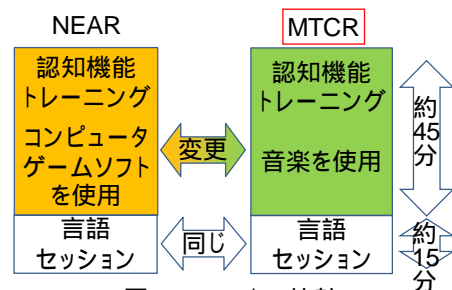 NEAR
MTCR
認知機能
トレーニング
コンピュータ
ゲームソフト
を使用
変更
認知機能
トレーニング
音楽を使用
約
45
分
言語
セッション
同じ
言語
セッション
約
15
分